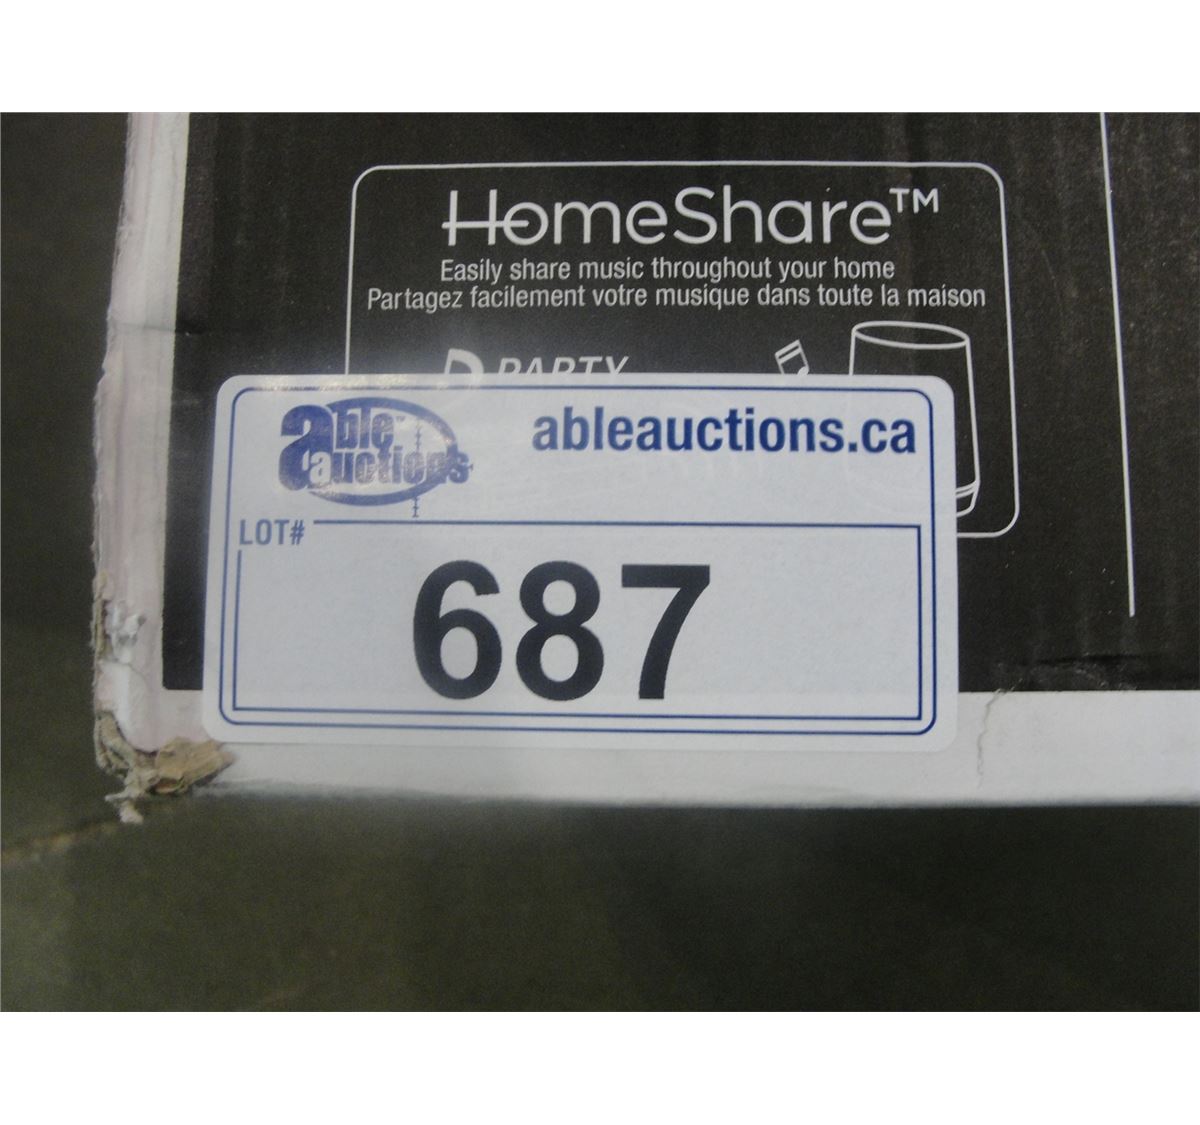 HomeShare™
Easily share music throughout your home
Partagez facilement votre musique dans toute la maison
PARTY
able auctions
ableauctions.ca
LOT#
687